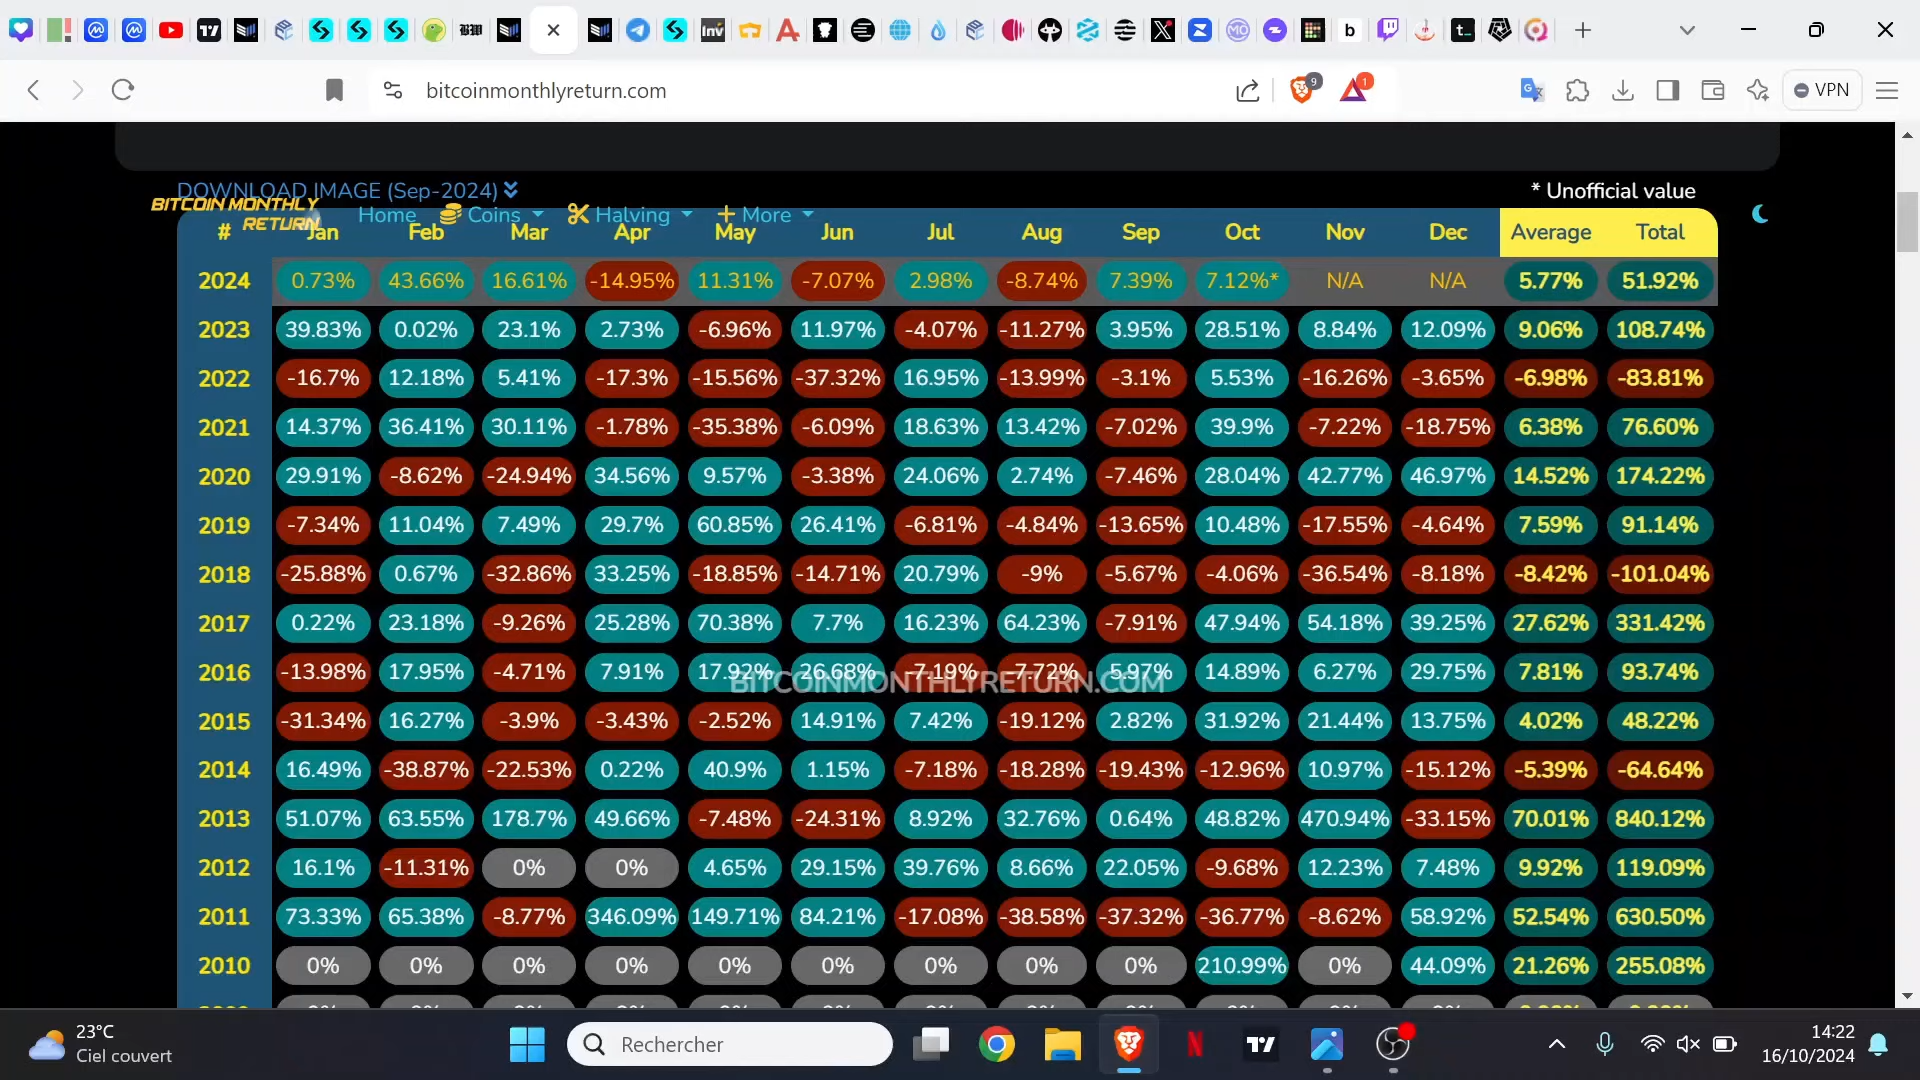 bitcoinmonthlyreturn.com
9
1
VPN
DOWNLOAD IMAGE (Sep-2024)
* Unofficial value
BITCOIN MONTHLY
RETURN
Home Coins Halving More
# Jan Feb Mar Apr May Jun Jul Aug Sep Oct Nov Dec Average Total
2024 0.73% 43.66% 16.61% -14.95% 11.31% -7.07% 2.98% -8.74% 7.39% 7.12%* N/A N/A 5.77% 51.92%
2023 39.83% 0.02% 23.1% 2.73% -6.96% 11.97% -4.07% -11.27% 3.95% 28.51% 8.84% 12.09% 9.06% 108.74%
2022 -16.7% 12.18% 5.41% -17.3% -15.56% -37.32% 16.95% -13.99% -3.1% 5.53% -16.26% -3.65% -6.98% -83.81%
2021 14.37% 36.41% 30.11% -1.78% -35.38% -6.09% 18.63% 13.42% -7.02% 39.9% -7.22% -18.75% 6.38% 76.60%
2020 29.91% -8.62% -24.94% 34.56% 9.57% -3.38% 24.06% 2.74% -7.46% 28.04% 42.77% 46.97% 14.52% 174.22%
2019 -7.34% 11.04% 7.49% 29.7% 60.85% 26.41% -6.81% -4.84% -13.65% 10.48% -17.55% -4.64% 7.59% 91.14%
2018 -25.88% 0.67% -32.86% 33.25% -18.85% -14.71% 20.79% -9% -5.67% -4.06% -36.54% -8.18% -8.42% -101.04%
2017 0.22% 23.18% -9.26% 25.28% 70.38% 7.7% 16.23% 64.23% -7.91% 47.94% 54.18% 39.25% 27.62% 331.42%
2016 -13.98% 17.95% -4.71% 7.91% 17.92% 26.68% -7.19% -7.72% 5.97% 14.89% 6.27% 29.75% 7.81% 93.74%
BITCOINMONTHLYRETURN.COM
2015 -31.34% 16.27% -3.9% -3.43% -2.52% 14.91% 7.42% -19.12% 2.82% 31.92% 21.44% 13.75% 4.02% 48.22%
2014 16.49% -38.87% -22.53% 0.22% 40.9% 1.15% -7.18% -18.28% -19.43% -12.96% 10.97% -15.12% -5.39% -64.64%
2013 51.07% 63.55% 178.7% 49.66% -7.48% -24.31% 8.92% 32.76% 0.64% 48.82% 470.94% -33.15% 70.01% 840.12%
2012 16.1% -11.31% 0% 0% 4.65% 29.15% 39.76% 8.66% 22.05% -9.68% 12.23% 7.48% 9.92% 119.09%
2011 73.33% 65.38% -8.77% 346.09% 149.71% 84.21% -17.08% -38.58% -37.32% -36.77% -8.62% 58.92% 52.54% 630.50%
2010 0% 0% 0% 0% 0% 0% 0% 0% 0% 210.99% 0% 44.09% 21.26% 255.08%
23°C
Ciel couvert
Rechercher
14:22
16/10/2024